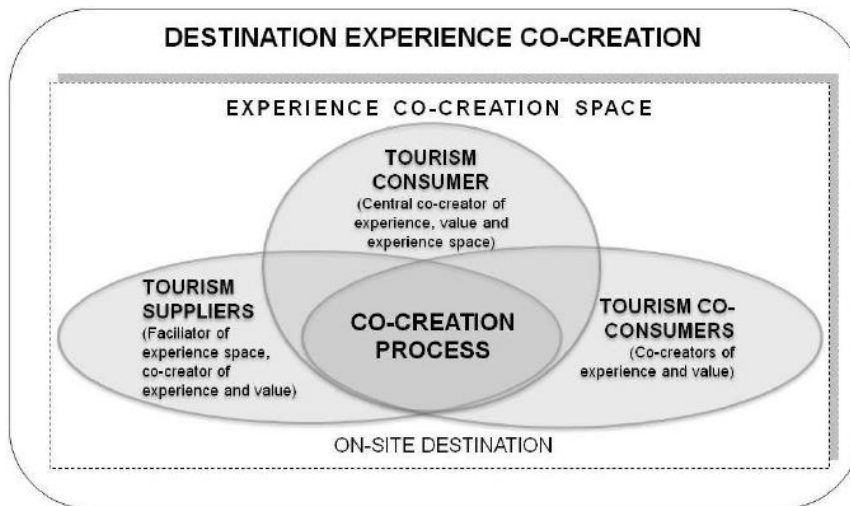 DESTINATION EXPERIENCE CO-CREATION
EXPERIENCE CO-CREATION SPACE
TOURISM
CONSUMER
(Central co-creator of
experience, value and
experience space)
TOURISM
SUPPLIERS
(Faciliator of
experience space,
co-creator of
experience and value)
CO-CREATION
PROCESS
TOURISM CO-
CONSUMERS
(Co-creators of
experience and value)
ON-SITE DESTINATION